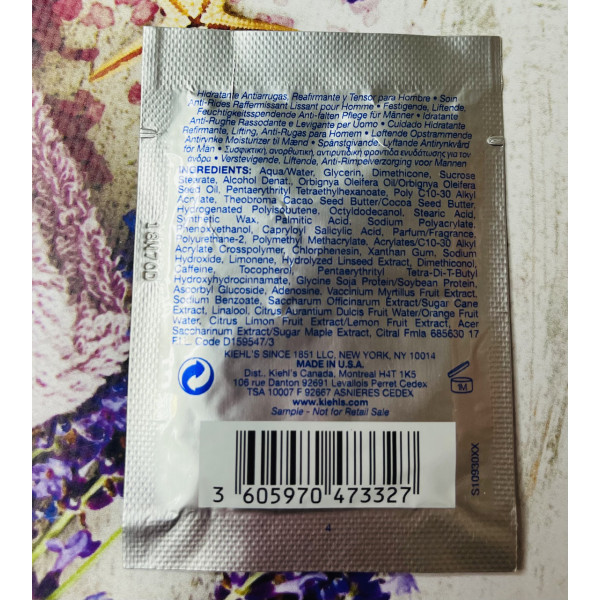 Hidratante Antiarrugas, Reafirmante y Tensor para Hombre • Soin
Anti-Rides Raffermissant Lissant pour Homme • Festigende, Liftende,
Feuchtigkeitsspendende Anti-falten Pflege für Männer • Idratante
Anti-Rughe Rassodante e Levigante per Uomo • Cuidado Hidratante
Refirmante, Lifting, Anti-Rugas para Homem • Løftende Opstrammende
Antirynke Moisturizer til Mænd • Spänstgivande, Lyftande Antirynkvård
för Män • Συσφικτική, ανορθωτική, αντιρυτιδική φροντίδα ενυδάτωσης για τον
άνδρα • Verstevigende, Liftende, Anti-Rimpelverzorging voor Mannen
INGREDIENTS: Aqua/Water, Glycerin, Dimethicone, Sucrose
Stearate, Alcohol Denat., Orbignya Oleifera Oil/Orbignya Oleifera
Seed Oil, Pentaerythrityl Tetraethylhexanoate, Poly C10-30 Alkyl
Acrylate, Theobroma Cacao Seed Butter/Cocoa Seed Butter,
Hydrogenated Polyisobutene, Octyldodecanol, Stearic Acid,
Synthetic Wax, Palmitic Acid, Sodium Polyacrylate,
Phenoxyethanol, Capryloyl Salicylic Acid, Parfum/Fragrance,
Polyurethane-2, Polymethyl Methacrylate, Acrylates/C10-30 Alkyl
Acrylate Crosspolymer, Chlorphenesin, Xanthan Gum, Sodium
Hydroxide, Limonene, Hydrolyzed Linseed Extract, Dimethiconol,
Caffeine, Tocopherol, Pentaerythrityl Tetra-Di-T-Butyl
Hydroxyhydrocinnamate, Glycine Soja Protein/Soybean Protein,
Ascorbyl Glucoside, Adenosine, Vaccinium Myrtillus Fruit Extract,
Sodium Benzoate, Saccharum Officinarum Extract/Sugar Cane
Extract, Linalool, Citrus Aurantium Dulcis Fruit Water/Orange Fruit
Water, Citrus Limon Fruit Extract/Lemon Fruit Extract, Acer
Saccharinum Extract/Sugar Maple Extract, Citral Fmla 685630 17
F.I.L. Code D159547/3
KIEHL'S SINCE 1851 LLC, NEW YORK, NY 10014
MADE IN U.S.A.
Dist. Kiehl's Canada, Montreal H4T 1K5
106 rue Danton 92691 Levallois Perret Cedex
TSA 10007 F 92667 ASNIERES CEDEX
www.kiehls.com
Sample - Not for Retail Sale
1M
3 605970 473327
S10930XX
4